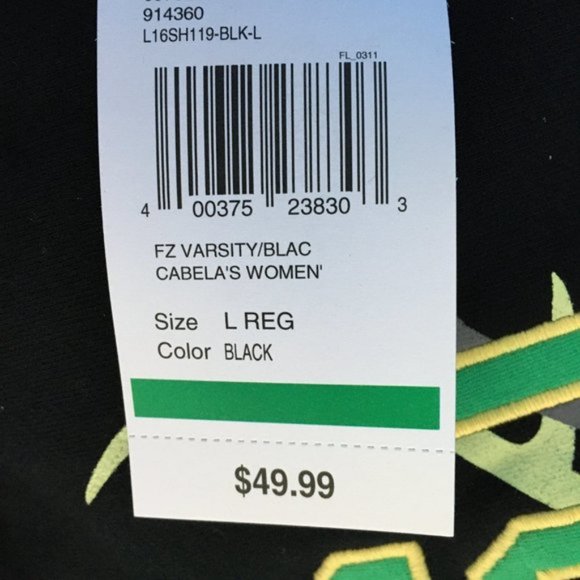 914360
L16SH119-BLK-L
FL_0311
4 00375 23830 3
FZ VARSITY/BLAC
CABELA'S WOMEN'
Size L REG
Color BLACK
$49.99